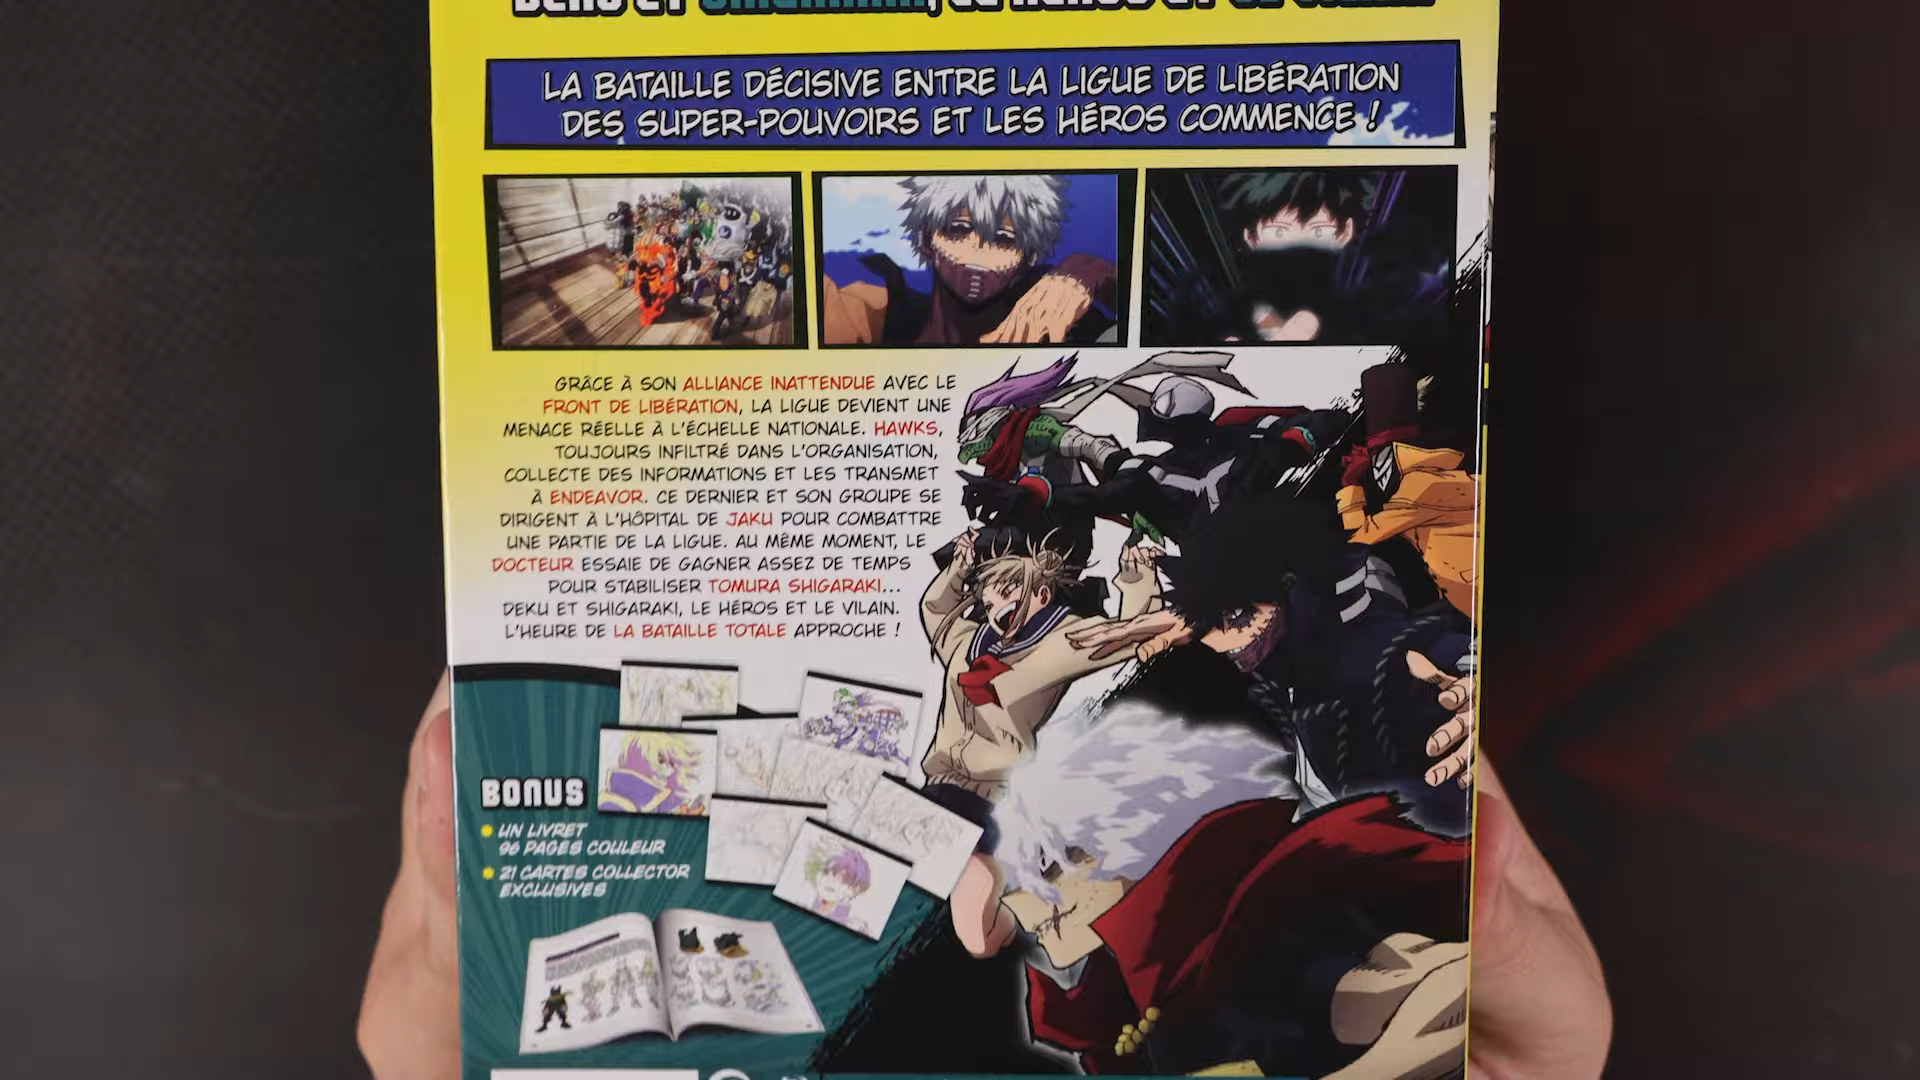 LA BATAILLE DÉCISIVE ENTRE LA LIGUE DE LIBÉRATION
DES SUPER-POUVOIRS ET LES HÉROS COMMENCE !
GRÂCE À SON ALLIANCE INATTENDUE AVEC LE
FRONT DE LIBÉRATION, LA LIGUE DEVIENT UNE
MENACE RÉELLE À L'ÉCHELLE NATIONALE. HAWKS,
TOUJOURS INFILTRÉ DANS L'ORGANISATION,
COLLECTE DES INFORMATIONS ET LES TRANSMET
À ENDEAVOR. CE DERNIER ET SON GROUPE SE
DIRIGENT À L'HÔPITAL DE JAKU POUR COMBATTRE
UNE PARTIE DE LA LIGUE. AU MÊME MOMENT, LE
DOCTEUR ESSAIE DE GAGNER ASSEZ DE TEMPS
POUR STABILISER TOMURA SHIGARAKI...
DEKU ET SHIGARAKI, LE HÉROS ET LE VILAIN.
L'HEURE DE LA BATAILLE TOTALE APPROCHE !
BONUS
UN LIVRET
96 PAGES COULEUR
21 CARTES COLLECTOR
EXCLUSIVES